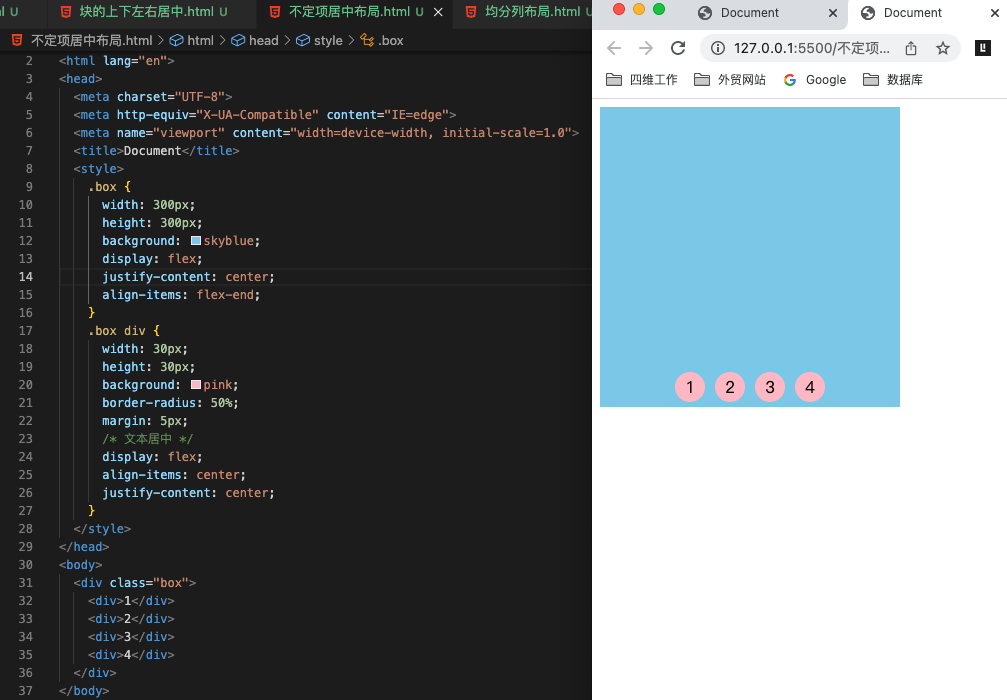 ml U 块的上下左右居中.html U 不定项居中布局.html U 均分列布局.html U
不定项居中布局.html > html > head > style > .box
2 <html lang="en">
3 <head>
4 <meta charset="UTF-8">
5 <meta http-equiv="X-UA-Compatible" content="IE=edge">
6 <meta name="viewport" content="width=device-width, initial-scale=1.0">
7 <title>Document</title>
8 <style>
9 .box {
10 width: 300px;
11 height: 300px;
12 background: skyblue;
13 display: flex;
14 justify-content: center;
15 align-items: flex-end;
16 }
17 .box div {
18 width: 30px;
19 height: 30px;
20 background: pink;
21 border-radius: 50%;
22 margin: 5px;
23 /* 文本居中 */
24 display: flex;
25 align-items: center;
26 justify-content: center;
27 }
28 </style>
29 </head>
30 <body>
31 <div class="box">
32 <div>1</div>
33 <div>2</div>
34 <div>3</div>
35 <div>4</div>
36 </div>
37 </body>
Document Document
127.0.0.1:5500/不定项...
四维工作 外贸网站 Google 数据库
1 2 3 4